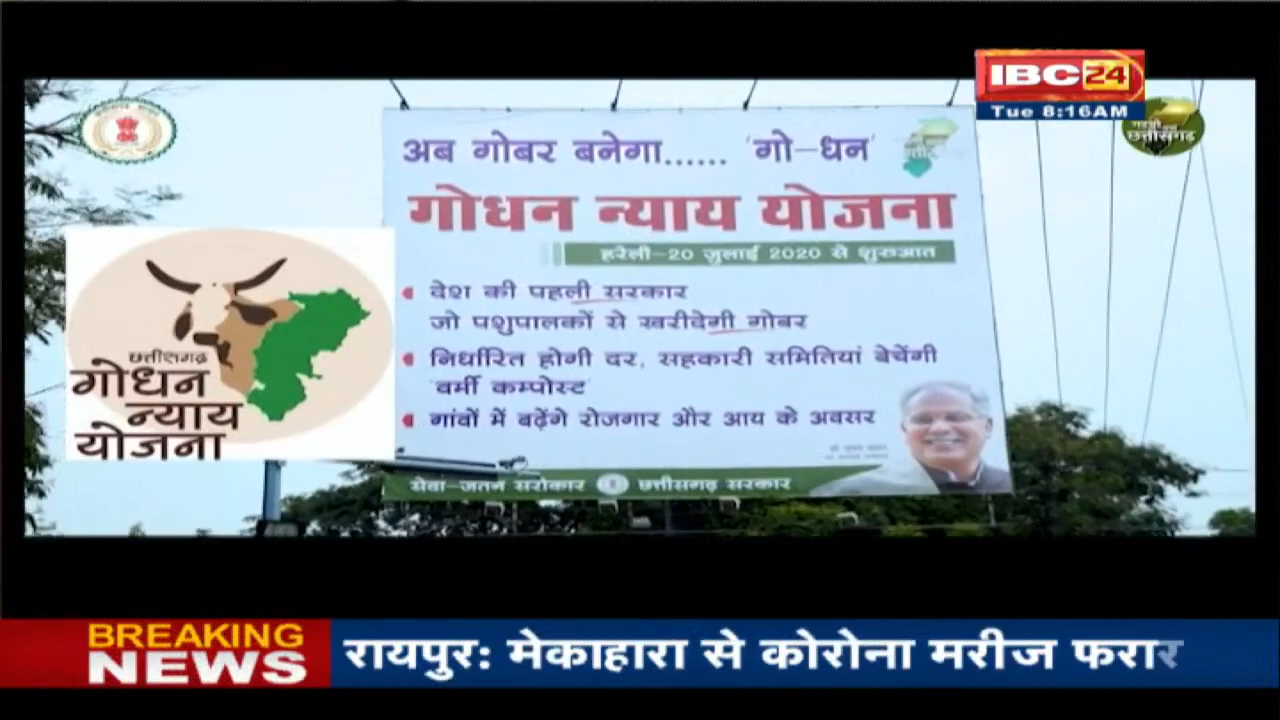 IBC24
Tue 8:16AM
छत्तीसगढ़
अब गोबर बनेगा...... 'गो-धन'
गोधन न्याय योजना
हरेली-20 जुलाई 2020 से शुरुआत
देश की पहली सरकार
जो पशुपालकों से खरीदेगी गोबर
निर्धारित होगी दर, सहकारी समितियां बेचेंगी
'वर्मी कम्पोस्ट'
गांवों में बढ़ेंगे रोजगार और आय के अवसर
सेवा-जतन सरोकार छत्तीसगढ़ सरकार
छत्तीसगढ़
गोधन
न्याय
योजना
BREAKING
NEWS
रायपुर: मेकाहारा से कोरोना मरीज फरार